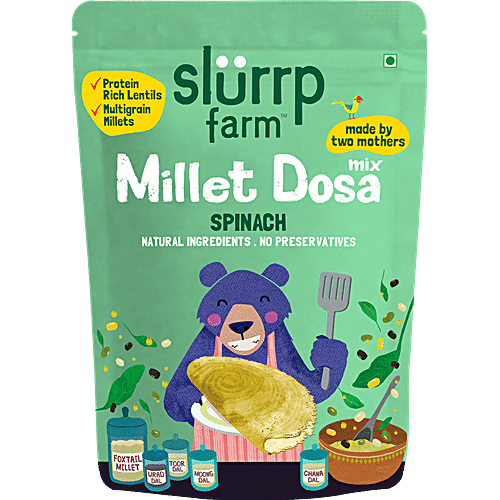 slürrp
farm™
✓ Protein
Rich Lentils
✓ Multigrain
Millets
made by
two mothers
Millet Dosa
mix
SPINACH
NATURAL INGREDIENTS . NO PRESERVATIVES
FOXTAIL
MILLET
URAD
DAL
TOOR
DAL
MOONG
DAL
CHANA
DAL